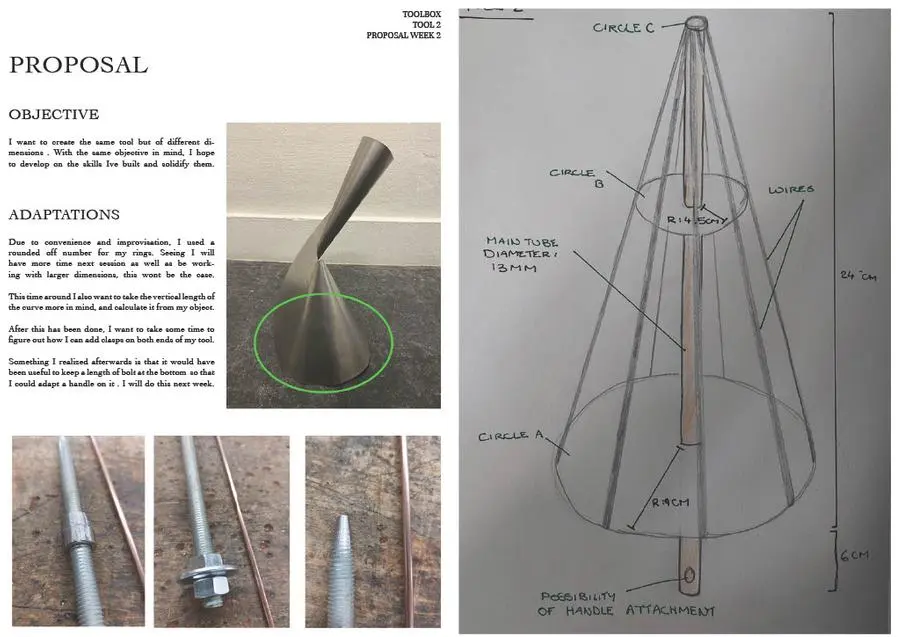 TOOLBOX
TOOL 2
PROPOSAL WEEK 2
PROPOSAL
OBJECTIVE
I want to create the same tool but of different di-
mensions . With the same objective in mind, I hope
to develop on the skills Ive built and solidify them.
ADAPTATIONS
Due to convenience and improvisation, I used a
rounded off number for my rings. Seeing I will
have more time next session as well as be work-
ing with larger dimensions, this wont be the case.
This time around I also want to take the vertical length of
the curve more in mind, and calculate it from my object.
After this has been done, I want to take some time to
figure out how I can add clasps on both ends of my tool.
Something I realized afterwards is that it would have
been useful to keep a length of bolt at the bottom so that
I could adapt a handle on it . I will do this next week.
CIRCLE C
CIRCLE
B
WIRES
R:4.5CM
MAIN TUBE
DIAMETER:
13MM
24 CM
CIRCLE A
R:9CM
6CM
POSSIBILITY
OF HANDLE ATTACHMENT